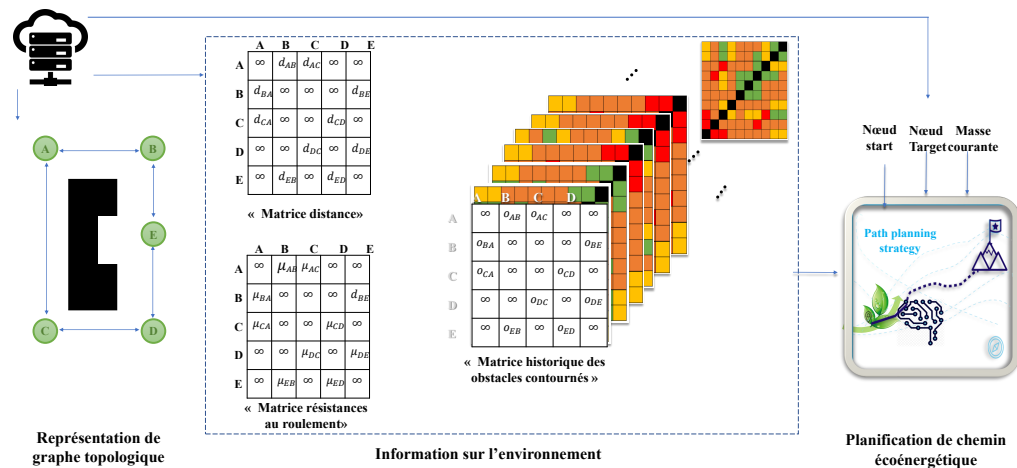 A B C D E
A ∞ d_AB d_AC ∞ ∞
B d_BA ∞ ∞ ∞ d_BE
C d_CA ∞ ∞ d_CD ∞
D ∞ ∞ d_DC ∞ d_DE
E ∞ d_EB ∞ d_ED ∞
« Matrice distance»
A B C D E
A ∞ μ_AB μ_AC ∞ ∞
B μ_BA ∞ ∞ ∞ d_BE
C μ_CA ∞ ∞ μ_CD ∞
D ∞ ∞ μ_DC ∞ μ_DE
E ∞ μ_EB ∞ μ_ED ∞
« Matrice résistances
au roulement»
A B C D
A ∞ o_AB o_AC ∞ ∞
B o_BA ∞ ∞ ∞ o_BE
C o_CA ∞ ∞ o_CD ∞
D ∞ ∞ o_DC ∞ o_DE
E ∞ o_EB ∞ o_ED ∞
« Matrice historique des
obstacles contournés »
A
B
E
C
D
Nœud
start
Nœud
Target
Masse
courante
Path planning
strategy
Représentation de
graphe topologique
Information sur l’environnement
Planification de chemin
écoénergétique